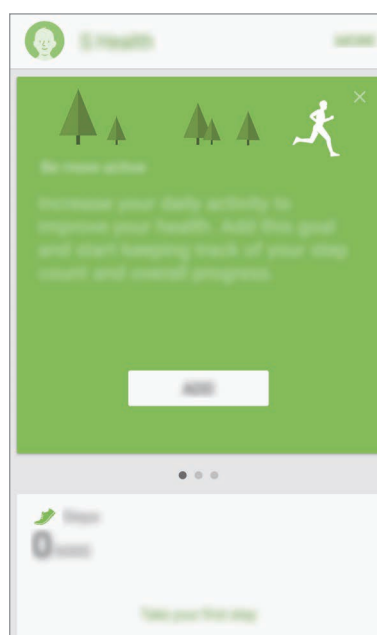 S Health
MORE
Be more active
Increase your daily activity to
improve your health. Add this goal
and start keeping track of your step
count and overall progress.
ADD
Steps
0
Take your first step